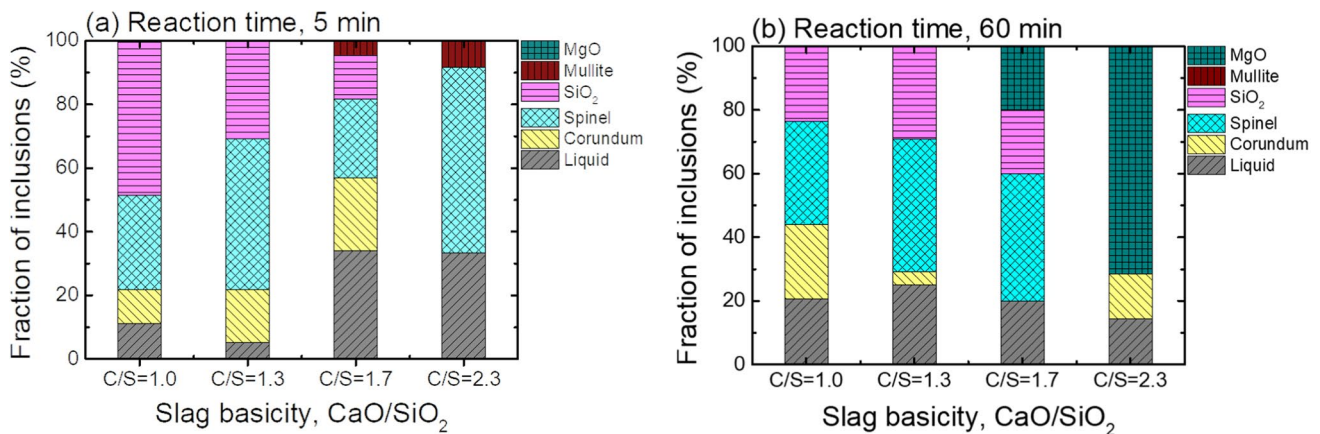 (a) Reaction time, 5 min
Fraction of inclusions (%)
100
80
60
40
20
0
C/S=1.0 C/S=1.3 C/S=1.7 C/S=2.3
Slag basicity, CaO/SiO₂
MgO
Mullite
SiO₂
Spinel
Corundum
Liquid
(b) Reaction time, 60 min
Fraction of inclusions (%)
100
80
60
40
20
0
C/S=1.0 C/S=1.3 C/S=1.7 C/S=2.3
Slag basicity, CaO/SiO₂
MgO
Mullite
SiO₂
Spinel
Corundum
Liquid